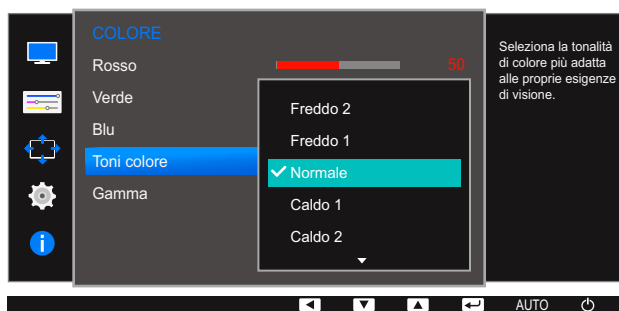 COLORE
Rosso 50
Verde
Blu
Toni colore
Gamma
Freddo 2
Freddo 1
Normale
Caldo 1
Caldo 2
Seleziona la tonalità
di colore più adatta
alle proprie esigenze
di visione.
AUTO